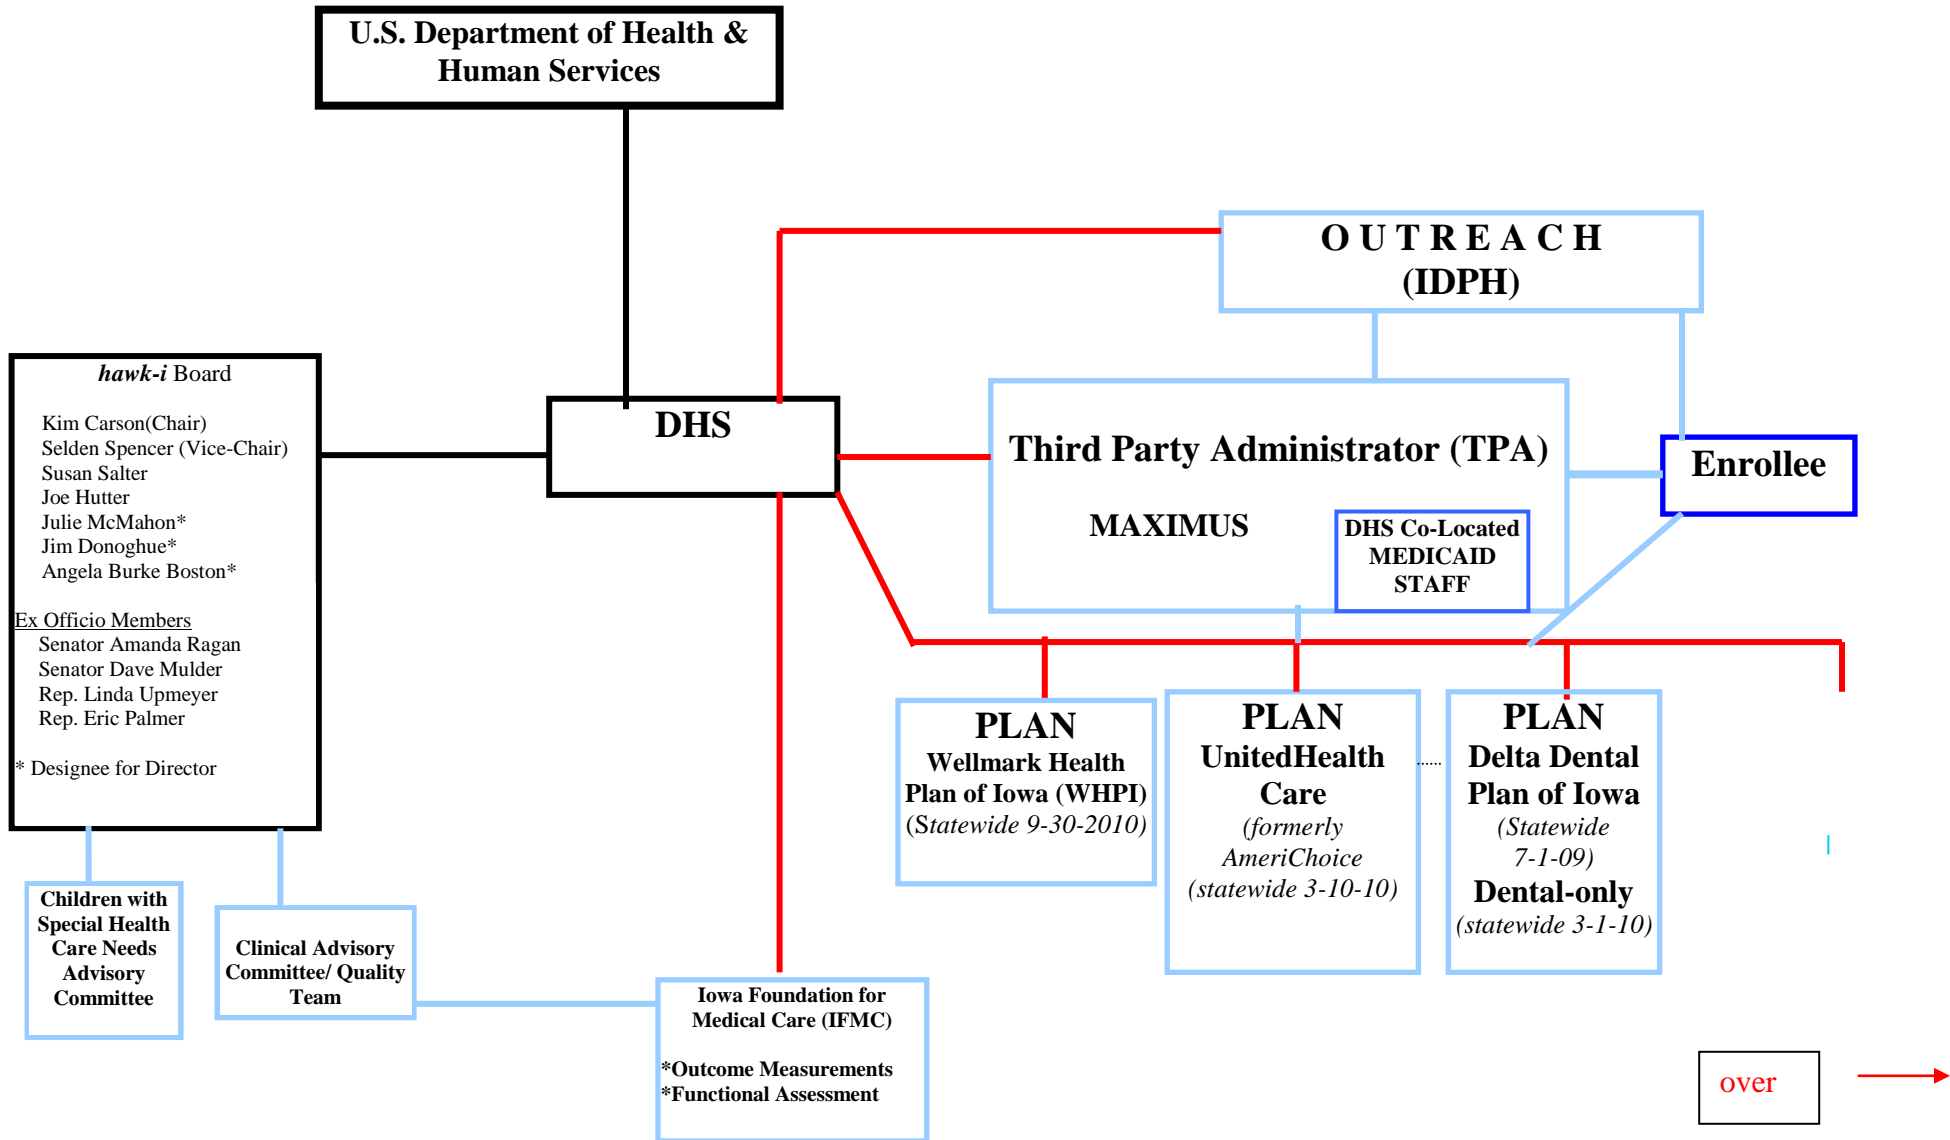 U.S. Department of Health &
Human Services
O U T R E A C H
(IDPH)
hawk-i Board
Kim Carson(Chair)
Selden Spencer (Vice-Chair)
Susan Salter
Joe Hutter
Julie McMahon*
Jim Donoghue*
Angela Burke Boston*
Ex Officio Members
Senator Amanda Ragan
Senator Dave Mulder
Rep. Linda Upmeyer
Rep. Eric Palmer
* Designee for Director
DHS
Third Party Administrator (TPA)
MAXIMUS
DHS Co-Located
MEDICAID
STAFF
Enrollee
PLAN
Wellmark Health
Plan of Iowa (WHPI)
(Statewide 9-30-2010)
PLAN
UnitedHealth
Care
(formerly
AmeriChoice
(statewide 3-10-10)
......
PLAN
Delta Dental
Plan of Iowa
(Statewide
7-1-09)
Dental-only
(statewide 3-1-10)
Children with
Special Health
Care Needs
Advisory
Committee
Clinical Advisory
Committee/ Quality
Team
Iowa Foundation for
Medical Care (IFMC)
*Outcome Measurements
*Functional Assessment
over